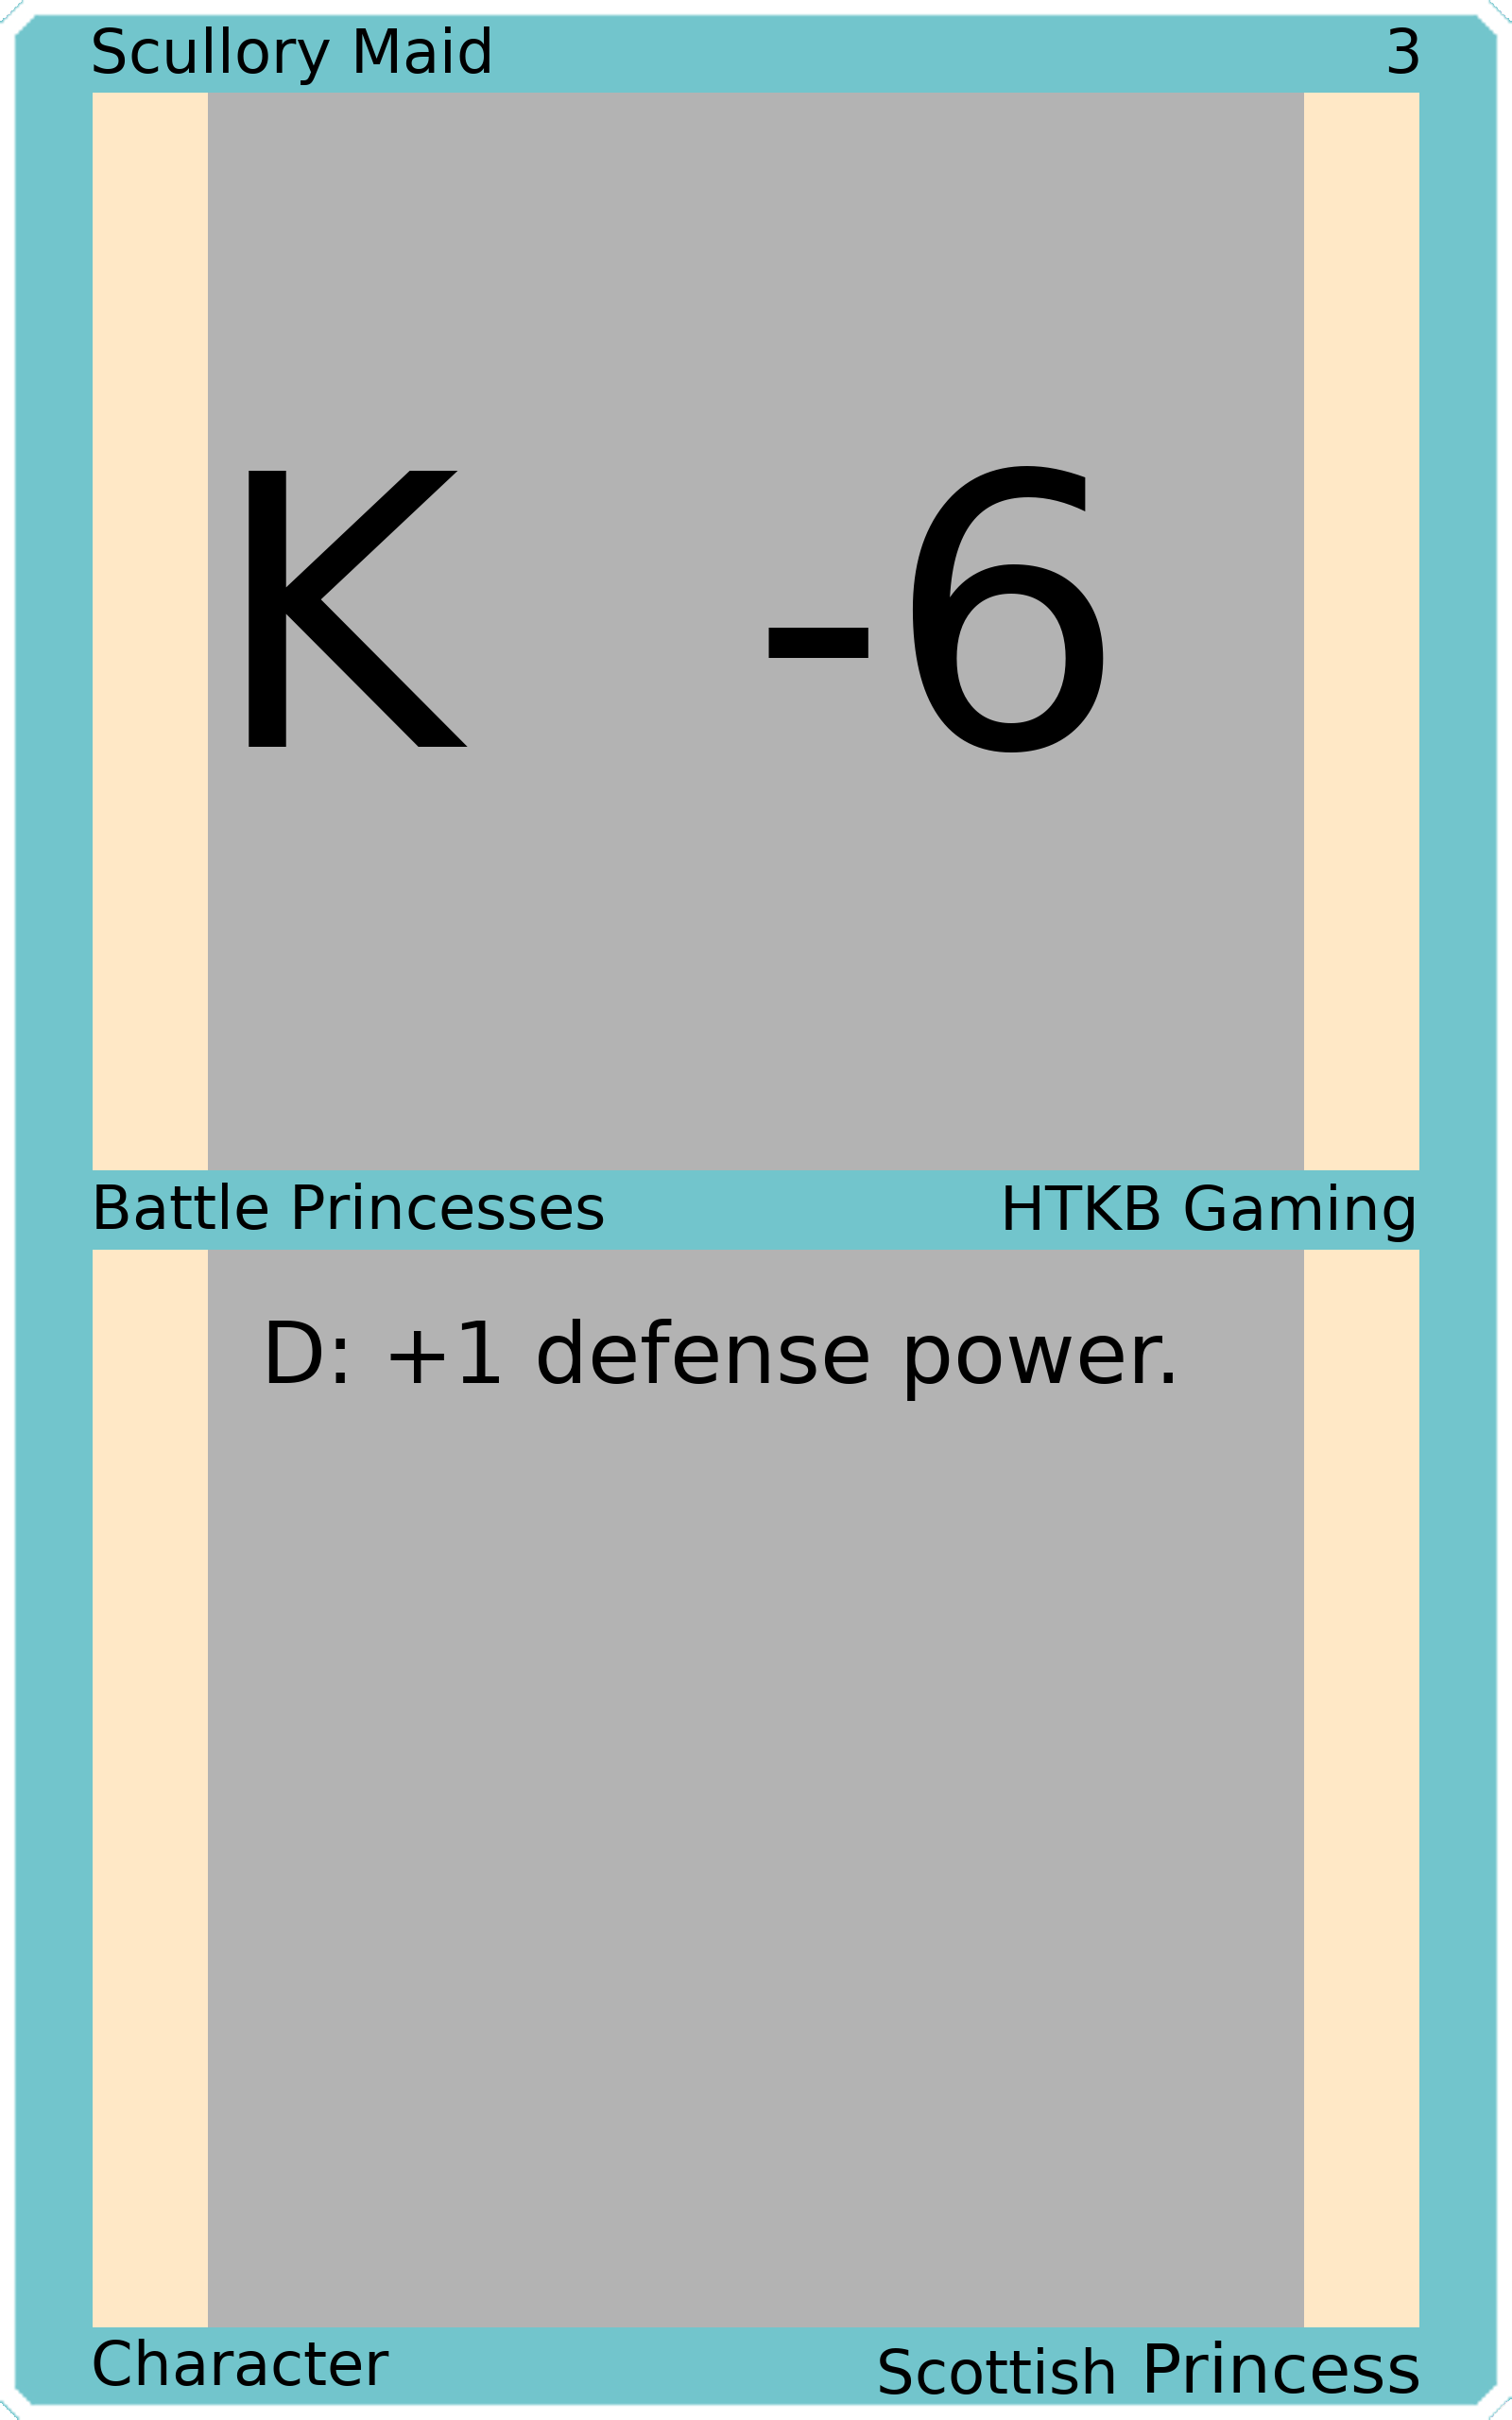 Scullory Maid 3
K -6
Battle Princesses HTKB Gaming
D: +1 defense power.
Character Scottish Princess